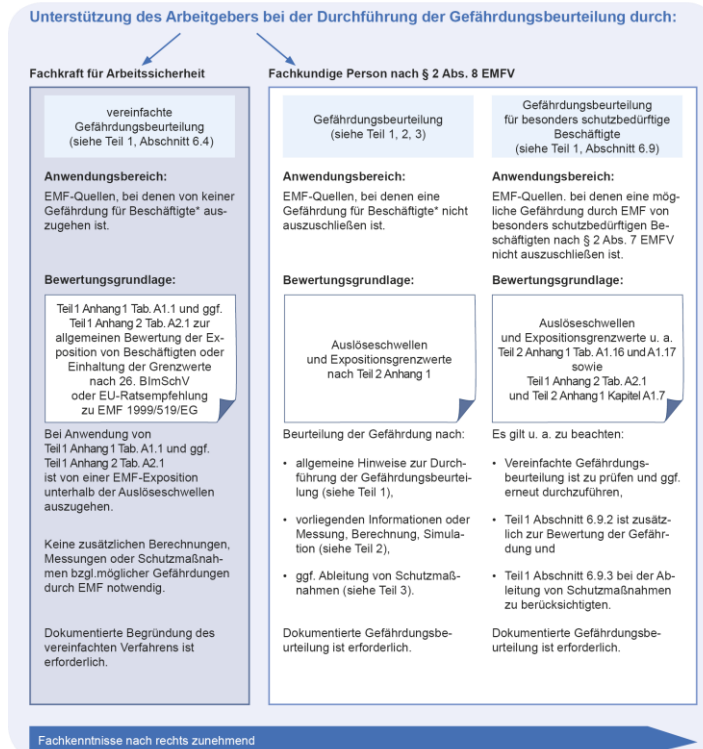 Unterstützung des Arbeitgebers bei der Durchführung der Gefährdungsbeurteilung durch:
Fachkraft für Arbeitssicherheit
vereinfachte
Gefährdungsbeurteilung
(siehe Teil 1, Abschnitt 6.4)
Anwendungsbereich:
EMF-Quellen, bei denen von keiner
Gefährdung für Beschäftigte* aus-
zugehen ist.
Bewertungsgrundlage:
Teil 1 Anhang 1 Tab. A1.1 und ggf.
Teil 1 Anhang 2 Tab. A2.1 zur
allgemeinen Bewertung der Ex-
position von Beschäftigten oder
Einhaltung der Grenzwerte
nach 26. BImSchV
oder EU-Ratsempfehlung
zu EMF 1999/519/EG
Bei Anwendung von
Teil 1 Anhang 1 Tab. A1.1 und ggf.
Teil 1 Anhang 2 Tab. A2.1
ist von einer EMF-Exposition
unterhalb der Auslöseschwellen
auszugehen.
Keine zusätzlichen Berechnungen,
Messungen oder Schutzmaßnah-
men bzgl.möglicher Gefährdungen
durch EMF notwendig.
Dokumentierte Begründung des
vereinfachten Verfahrens ist
erforderlich.
Fachkundige Person nach § 2 Abs. 8 EMFV
Gefährdungsbeurteilung
(siehe Teil 1, 2, 3)
Anwendungsbereich:
EMF-Quellen, bei denen eine
Gefährdung für Beschäftigte* nicht
auszuschließen ist.
Bewertungsgrundlage:
Auslöseschwellen
und Expositionsgrenzwerte
nach Teil 2 Anhang 1
Beurteilung der Gefährdung nach:
• allgemeine Hinweise zur Durch-
führung der Gefährdungsbeurtei-
lung (siehe Teil 1),
• vorliegenden Informationen oder
Messung, Berechnung, Simula-
tion (siehe Teil 2),
• ggf. Ableitung von Schutzmaß-
nahmen (siehe Teil 3).
Dokumentierte Gefährdungsbe-
urteilung ist erforderlich.
Gefährdungsbeurteilung
für besonders schutzbedürftige
Beschäftigte
(siehe Teil 1, Abschnitt 6.9)
Anwendungsbereich:
EMF-Quellen. bei denen eine mög-
liche Gefährdung durch EMF von
besonders schutzbedürftigen Be-
schäftigten nach § 2 Abs. 7 EMFV
nicht auszuschließen ist.
Bewertungsgrundlage:
Auslöseschwellen
und Expositionsgrenzwerte u. a.
Teil 2 Anhang 1 Tab. A1.16 und A1.17
sowie
Teil 1 Anhang 2 Tab. A2.1
und Teil 2 Anhang 1 Kapitel A1.7
Es gilt u. a. zu beachten:
• Vereinfachte Gefährdungs-
beurteilung ist zu prüfen und ggf.
erneut durchzuführen,
• Teil 1 Abschnitt 6.9.2 ist zusätz-
lich zur Bewertung der Gefähr-
dung und
• Teil 1 Abschnitt 6.9.3 bei der Ab-
leitung von Schutzmaßnahmen
zu berücksichtigten.
Dokumentierte Gefährdungsbe-
urteilung ist erforderlich.
Fachkenntnisse nach rechts zunehmend